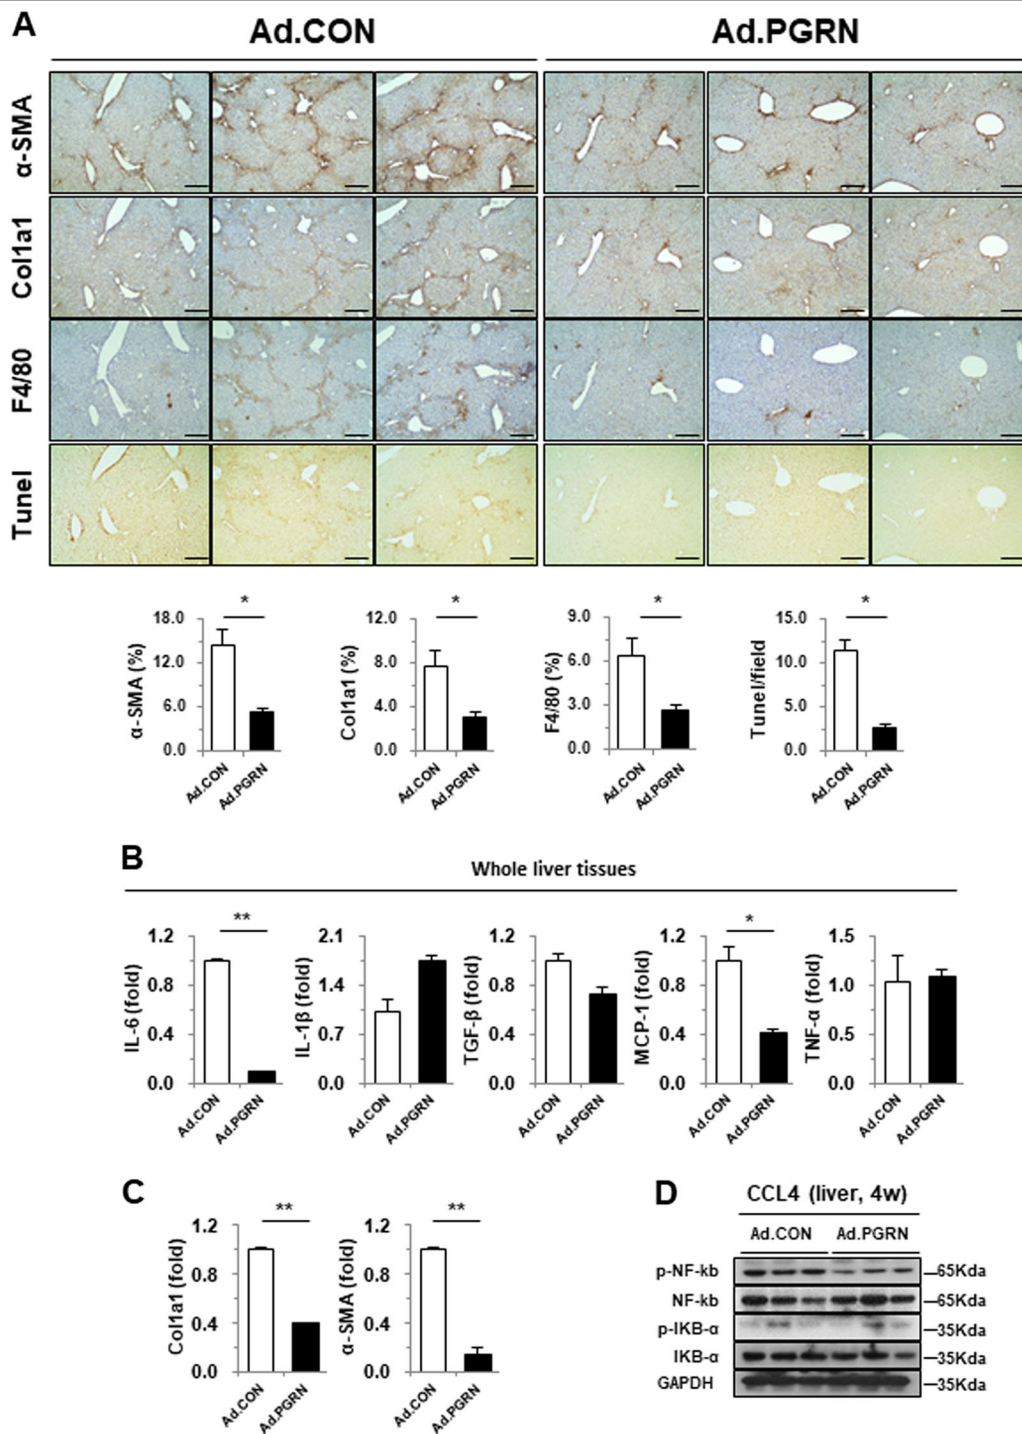 A
Ad.CON Ad.PGRN
α-SMA
Col1a1
F4/80
Tunel
*
α-SMA (%)
18.0
12.0
6.0
0.0
Ad.CON
Ad.PGRN
*
Col1a1 (%)
12.0
8.0
4.0
0.0
Ad.CON
Ad.PGRN
*
F4/80 (%)
9.0
6.0
3.0
0.0
Ad.CON
Ad.PGRN
*
Tunel/field
15.0
10.0
5.0
0.0
Ad.CON
Ad.PGRN
B
Whole liver tissues
**
IL-6 (fold)
1.2
0.8
0.4
0.0
Ad.CON
Ad.PGRN
IL-1β (fold)
2.1
1.4
0.7
0.0
Ad.CON
Ad.PGRN
TGF-β (fold)
1.2
0.8
0.4
0.0
Ad.CON
Ad.PGRN
*
MCP-1 (fold)
1.2
0.8
0.4
0.0
Ad.CON
Ad.PGRN
TNF-α (fold)
1.5
1.0
0.5
0.0
Ad.CON
Ad.PGRN
C
**
Col1a1 (fold)
1.2
0.8
0.4
0.0
Ad.CON
Ad.PGRN
**
α-SMA (fold)
1.2
0.8
0.4
0.0
Ad.CON
Ad.PGRN
D
CCL4 (liver, 4w)
Ad.CON Ad.PGRN
p-NF-kb —65Kda
NF-kb —65Kda
p-IKB-α —35Kda
IKB-α —35Kda
GAPDH —35Kda